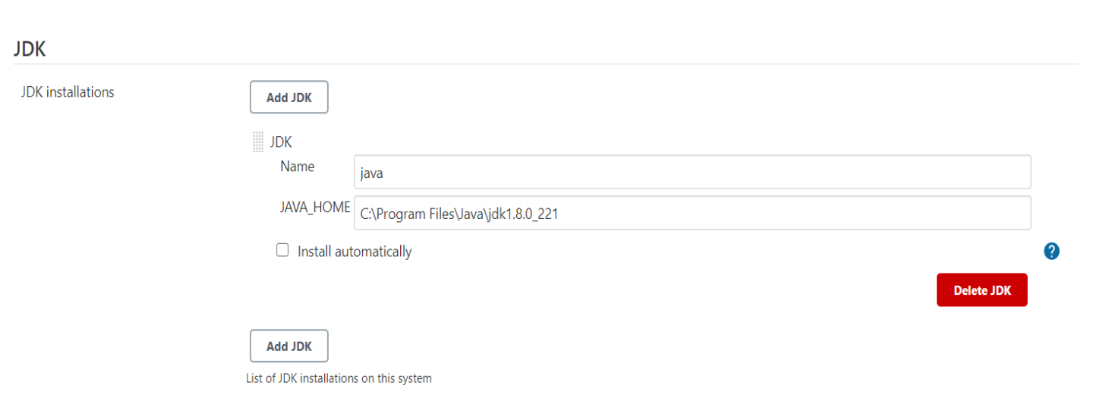 JDK
JDK installations
Add JDK
JDK
Name
java
JAVA_HOME
C:\Program Files\Java\jdk1.8.0_221
Install automatically
?
Delete JDK
Add JDK
List of JDK installations on this system